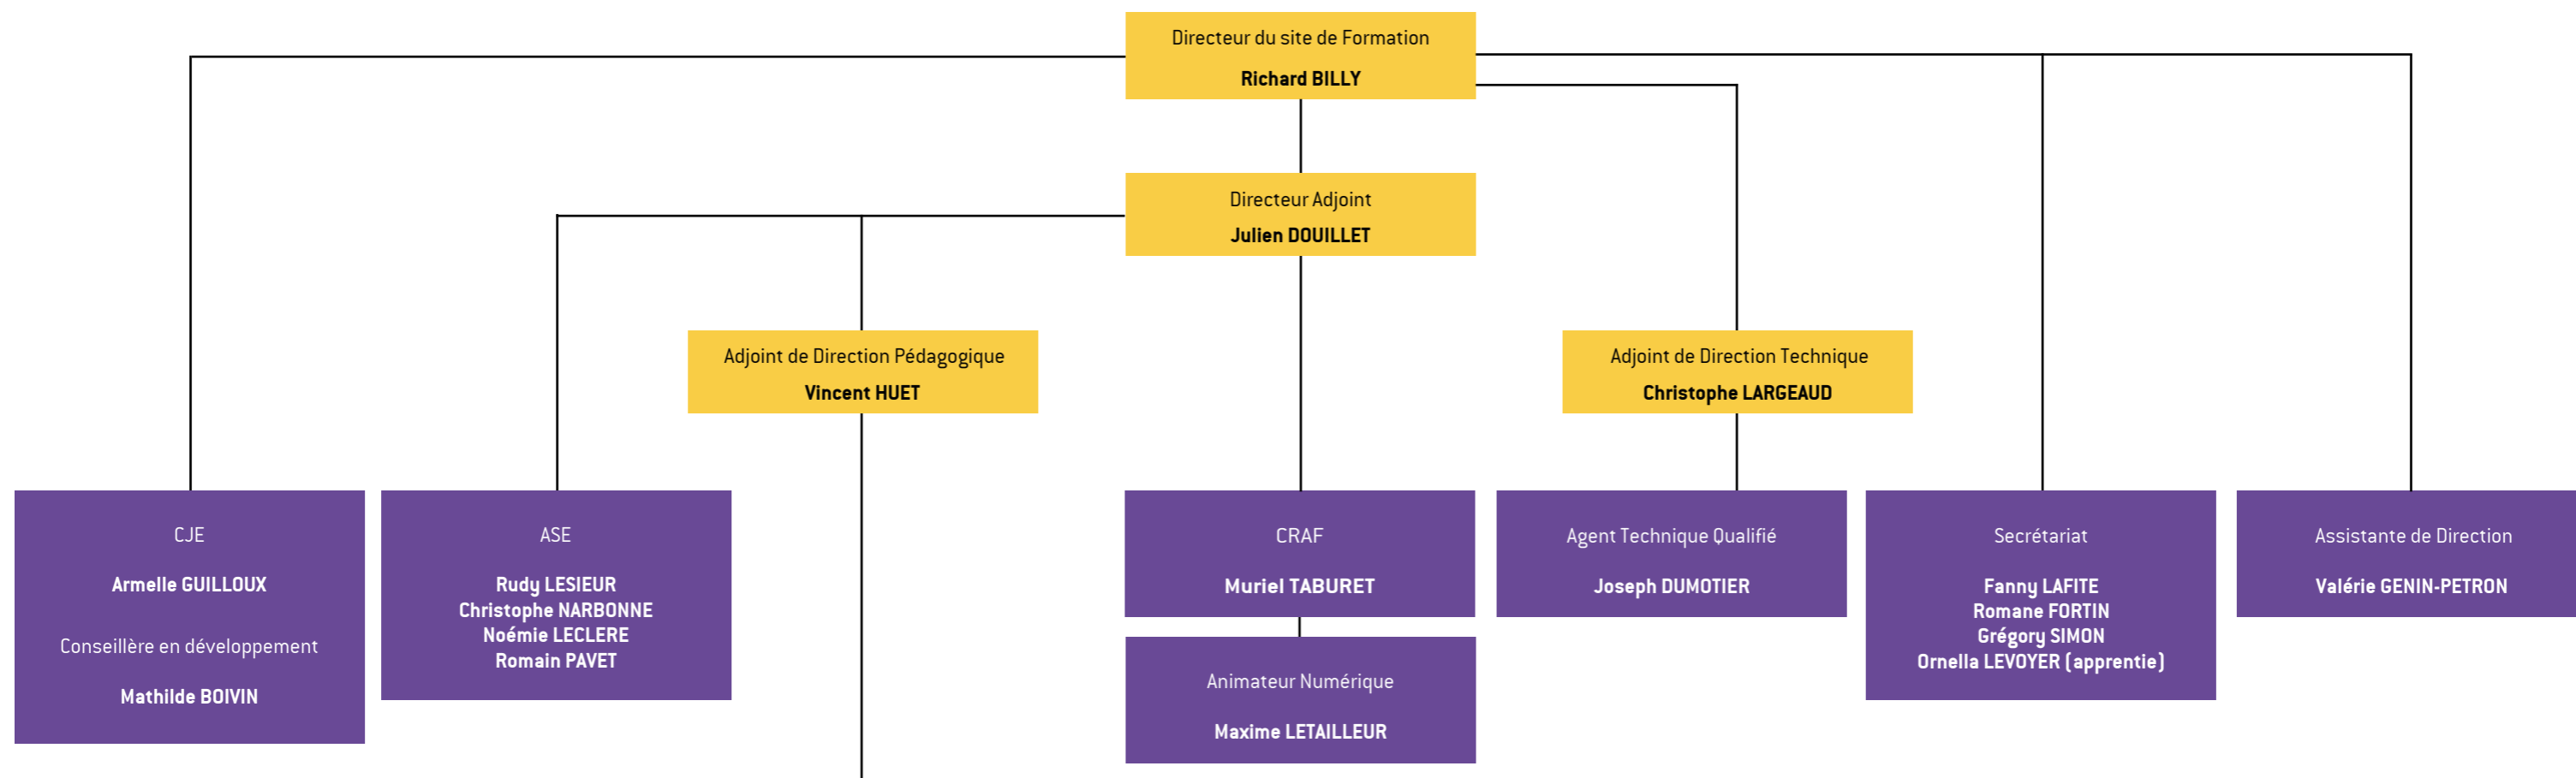 Directeur du site de Formation
Richard BILLY
Directeur Adjoint
Julien DOUILLET
Adjoint de Direction Pédagogique
Vincent HUET
Adjoint de Direction Technique
Christophe LARGEAUD
CJE
Armelle GUILLOUX
Conseillère en développement
Mathilde BOIVIN
ASE
Rudy LESIEUR
Christophe NARBONNE
Noémie LECLERE
Romain PAVET
CRAF
Muriel TABURET
Animateur Numérique
Maxime LETAILLEUR
Agent Technique Qualifié
Joseph DUMOTIER
Secrétariat
Fanny LAFITE
Romane FORTIN
Grégory SIMON
Ornella LEVOYER (apprentie)
Assistante de Direction
Valérie GENIN-PETRON